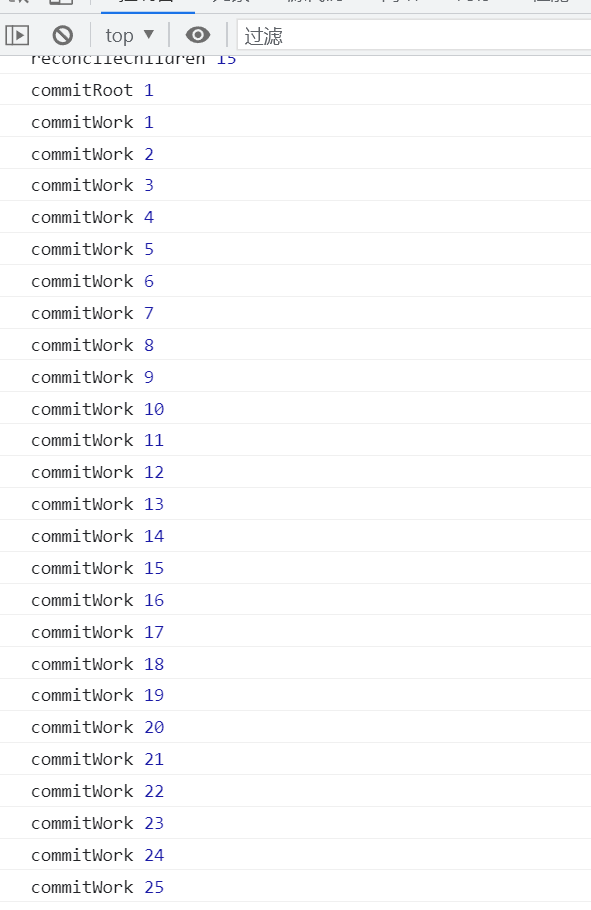 top ▼ 过滤
reconcileChildren 15
commitRoot 1
commitWork 1
commitWork 2
commitWork 3
commitWork 4
commitWork 5
commitWork 6
commitWork 7
commitWork 8
commitWork 9
commitWork 10
commitWork 11
commitWork 12
commitWork 13
commitWork 14
commitWork 15
commitWork 16
commitWork 17
commitWork 18
commitWork 19
commitWork 20
commitWork 21
commitWork 22
commitWork 23
commitWork 24
commitWork 25